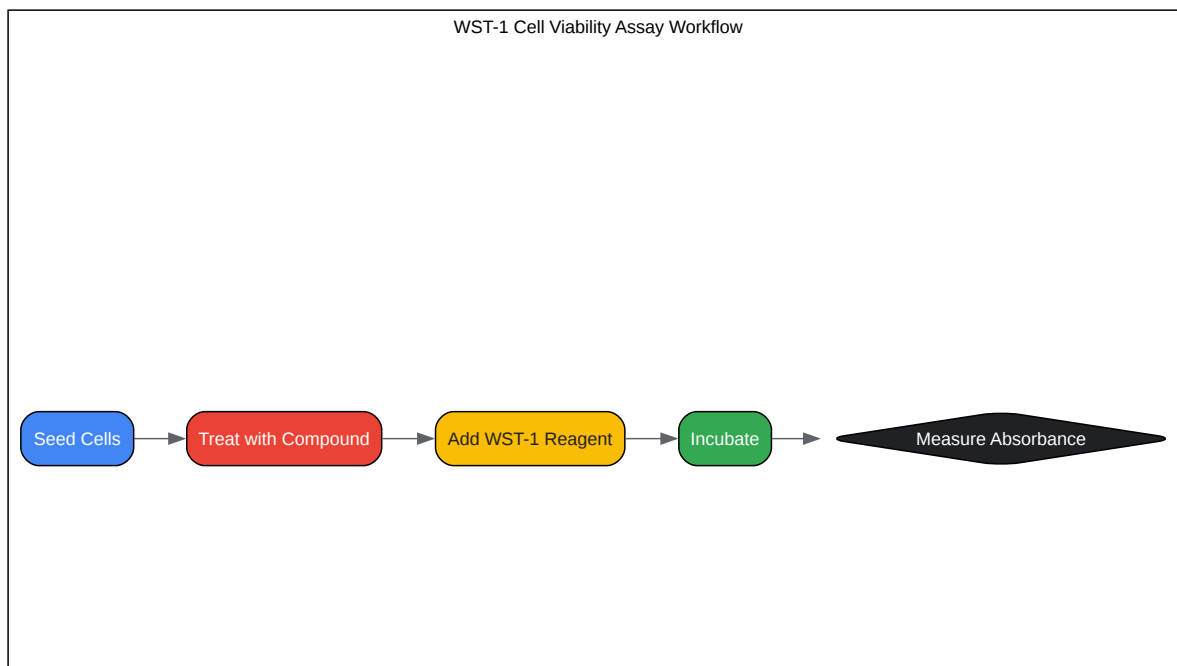 WST-1 Cell Viability Assay Workflow
Seed Cells
Treat with Compound
Add WST-1 Reagent
Incubate
Measure Absorbance